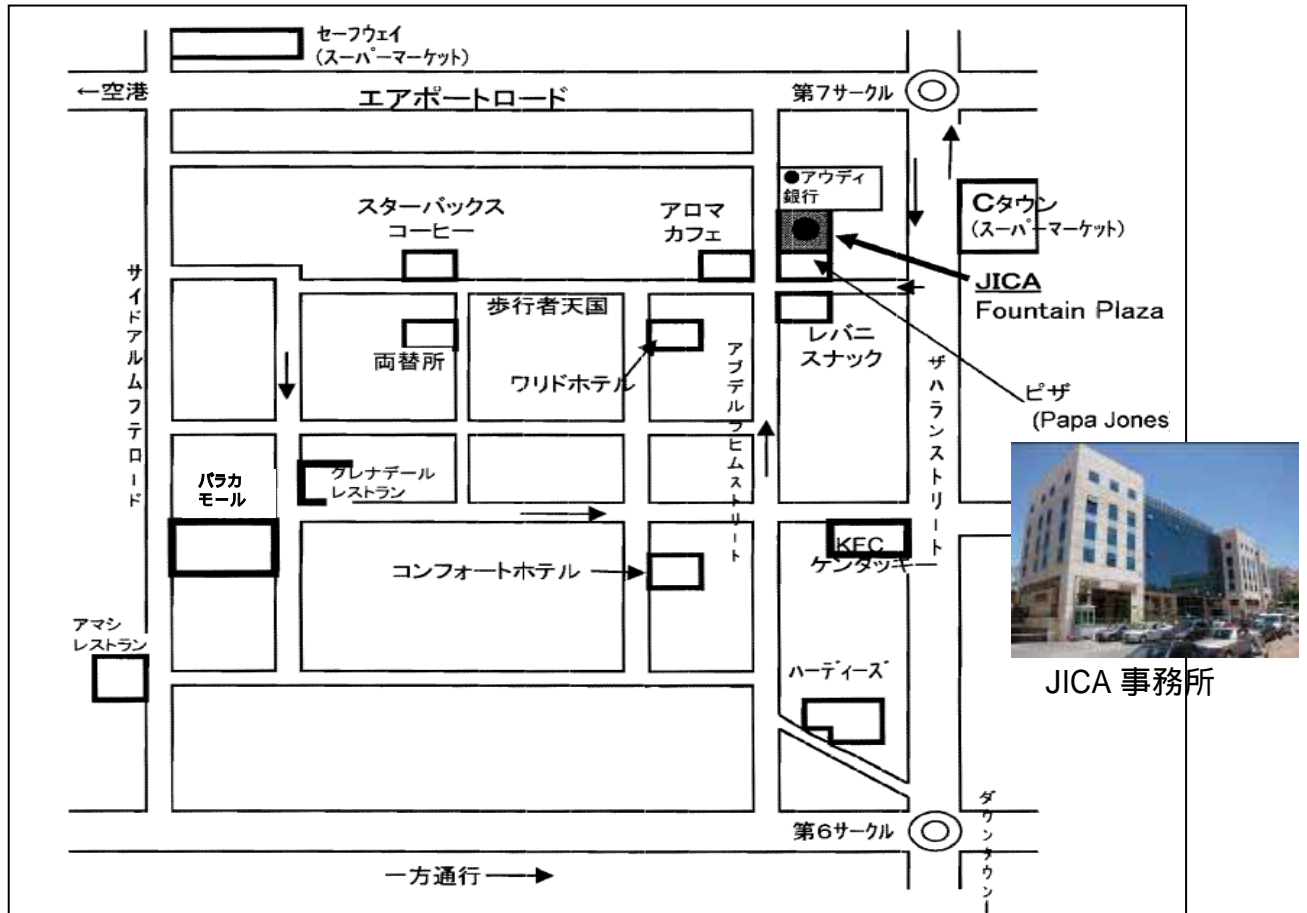 セーフウェイ
(スーパーマーケット)
←空港
エアポートロード
第7サークル
●アウディ
銀行
Cタウン
(スーパーマーケット)
スターバックス
コーヒー
アロマ
カフェ
JICA
Fountain Plaza
サイドアルムフテロード
歩行者天国
両替所
ワリドホテル
レバニ
スナック
アブデルラヒムストリート
ザハランストリート
ピザ
(Papa Jones
パラカ
モール
グレナデール
レストラン
KFC
ケンタッキー
コンフォートホテル
アマシ
レストラン
ハーディーズ
JICA 事務所
第6サークル
ダウンタウン
一方通行